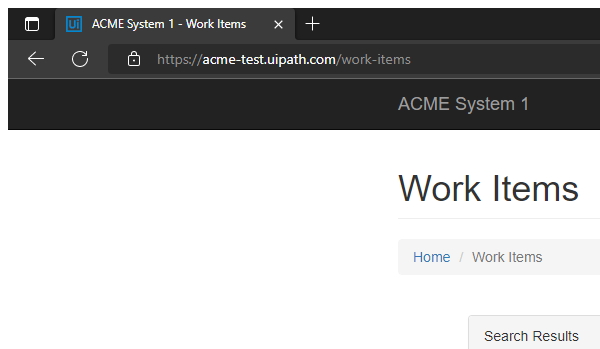 Ui ACME System 1 - Work Items
https://acme-test.uipath.com/work-items
ACME System 1
Work Items
Home / Work Items
Search Results